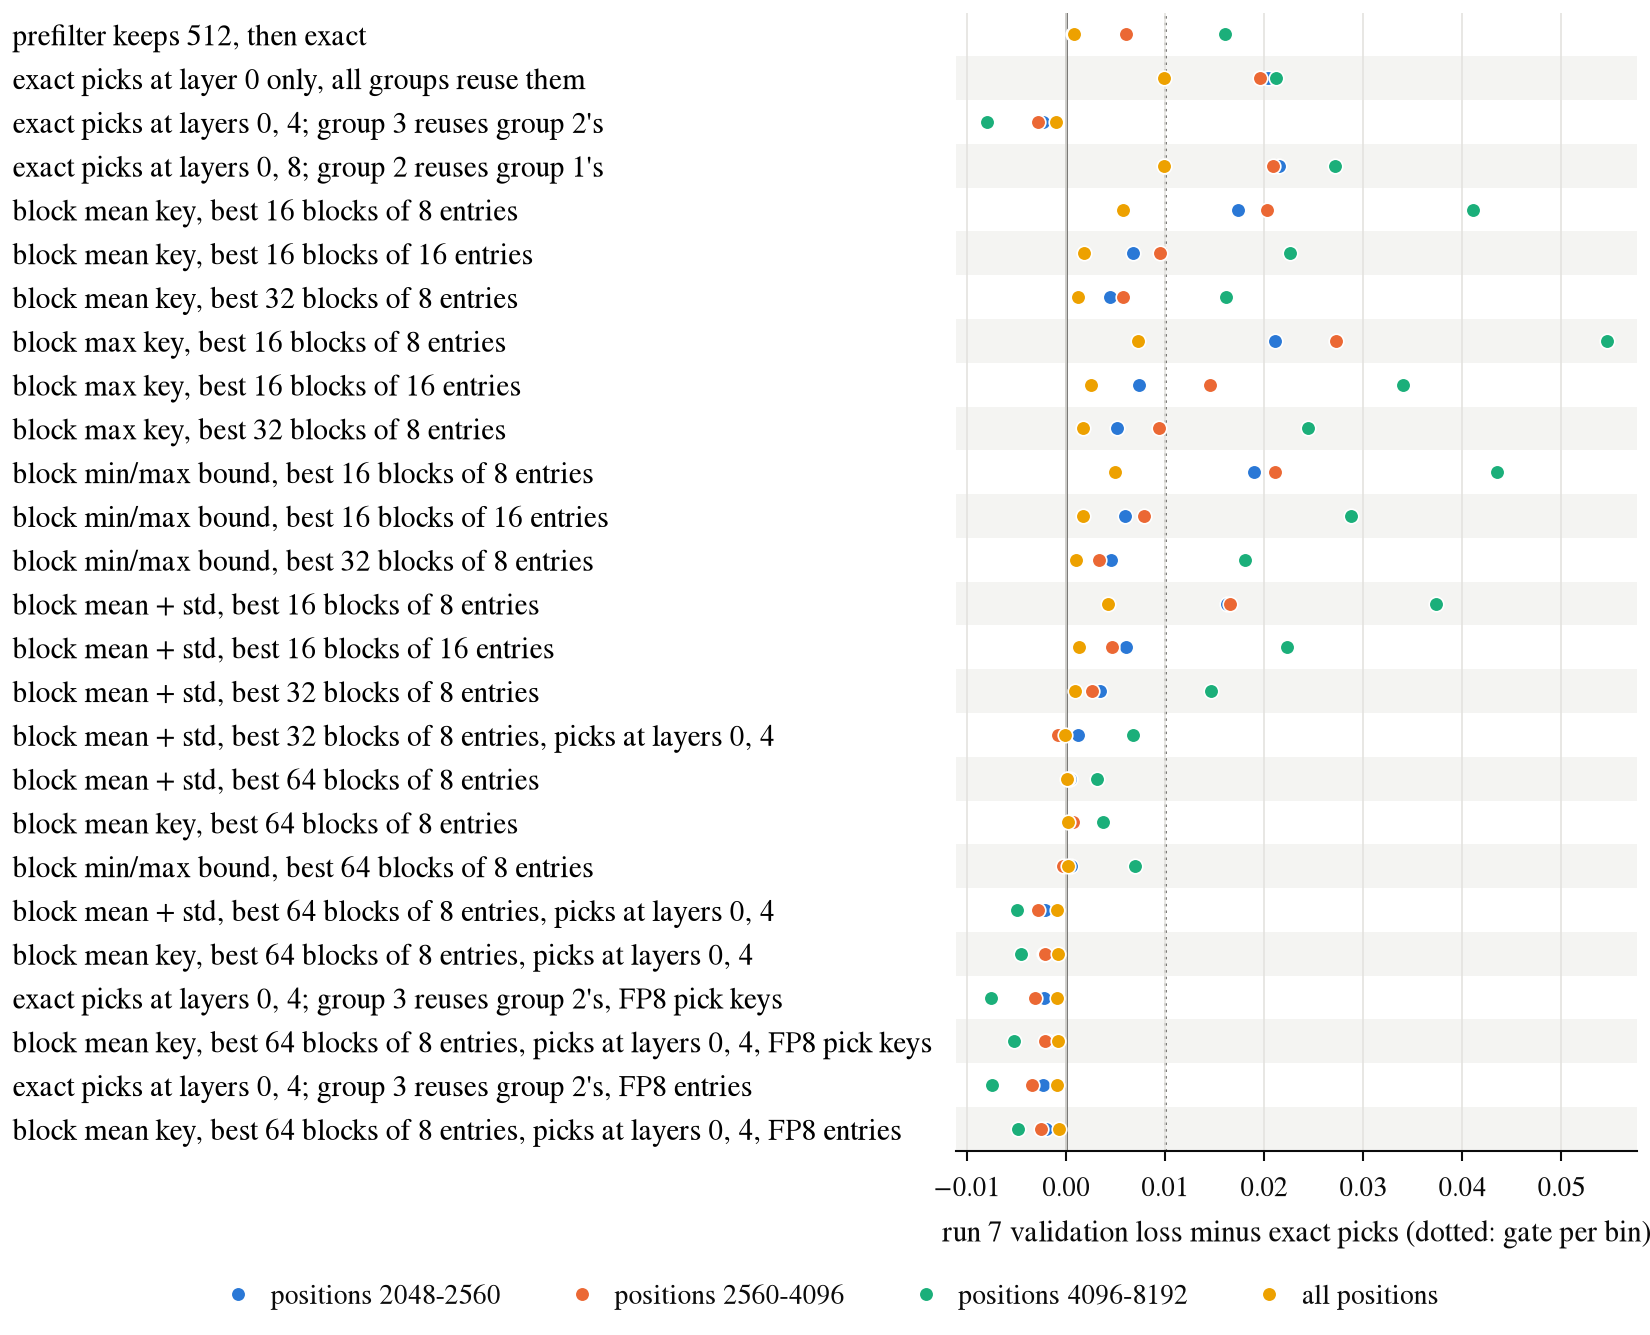 prefilter keeps 512, then exact
exact picks at layer 0 only, all groups reuse them
exact picks at layers 0, 4; group 3 reuses group 2's
exact picks at layers 0, 8; group 2 reuses group 1's
block mean key, best 16 blocks of 8 entries
block mean key, best 16 blocks of 16 entries
block mean key, best 32 blocks of 8 entries
block max key, best 16 blocks of 8 entries
block max key, best 16 blocks of 16 entries
block max key, best 32 blocks of 8 entries
block min/max bound, best 16 blocks of 8 entries
block min/max bound, best 16 blocks of 16 entries
block min/max bound, best 32 blocks of 8 entries
block mean + std, best 16 blocks of 8 entries
block mean + std, best 16 blocks of 16 entries
block mean + std, best 32 blocks of 8 entries
block mean + std, best 32 blocks of 8 entries, picks at layers 0, 4
block mean + std, best 64 blocks of 8 entries
block mean key, best 64 blocks of 8 entries
block min/max bound, best 64 blocks of 8 entries
block mean + std, best 64 blocks of 8 entries, picks at layers 0, 4
block mean key, best 64 blocks of 8 entries, picks at layers 0, 4
exact picks at layers 0, 4; group 3 reuses group 2's, FP8 pick keys
block mean key, best 64 blocks of 8 entries, picks at layers 0, 4, FP8 pick keys
exact picks at layers 0, 4; group 3 reuses group 2's, FP8 entries
block mean key, best 64 blocks of 8 entries, picks at layers 0, 4, FP8 entries
−0.01 0.00 0.01 0.02 0.03 0.04 0.05
run 7 validation loss minus exact picks (dotted: gate per bin)
positions 2048-2560 positions 2560-4096 positions 4096-8192 all positions